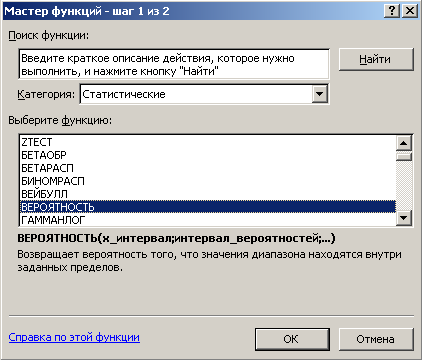 Мастер функций - шаг 1 из 2
Поиск функции:
Введите краткое описание действия, которое нужно
выполнить, и нажмите кнопку "Найти"
Найти
Категория: Статистические
Выберите функцию:
ZТЕСТ
БЕТАОБР
БЕТАРАСП
БИНОМРАСП
ВЕЙБУЛЛ
ВЕРОЯТНОСТЬ
ГАММАНЛОГ
ВЕРОЯТНОСТЬ(x_интервал;интервал_вероятностей;...)
Возвращает вероятность того, что значения диапазона находятся внутри
заданных пределов.
Справка по этой функции
ОК
Отмена